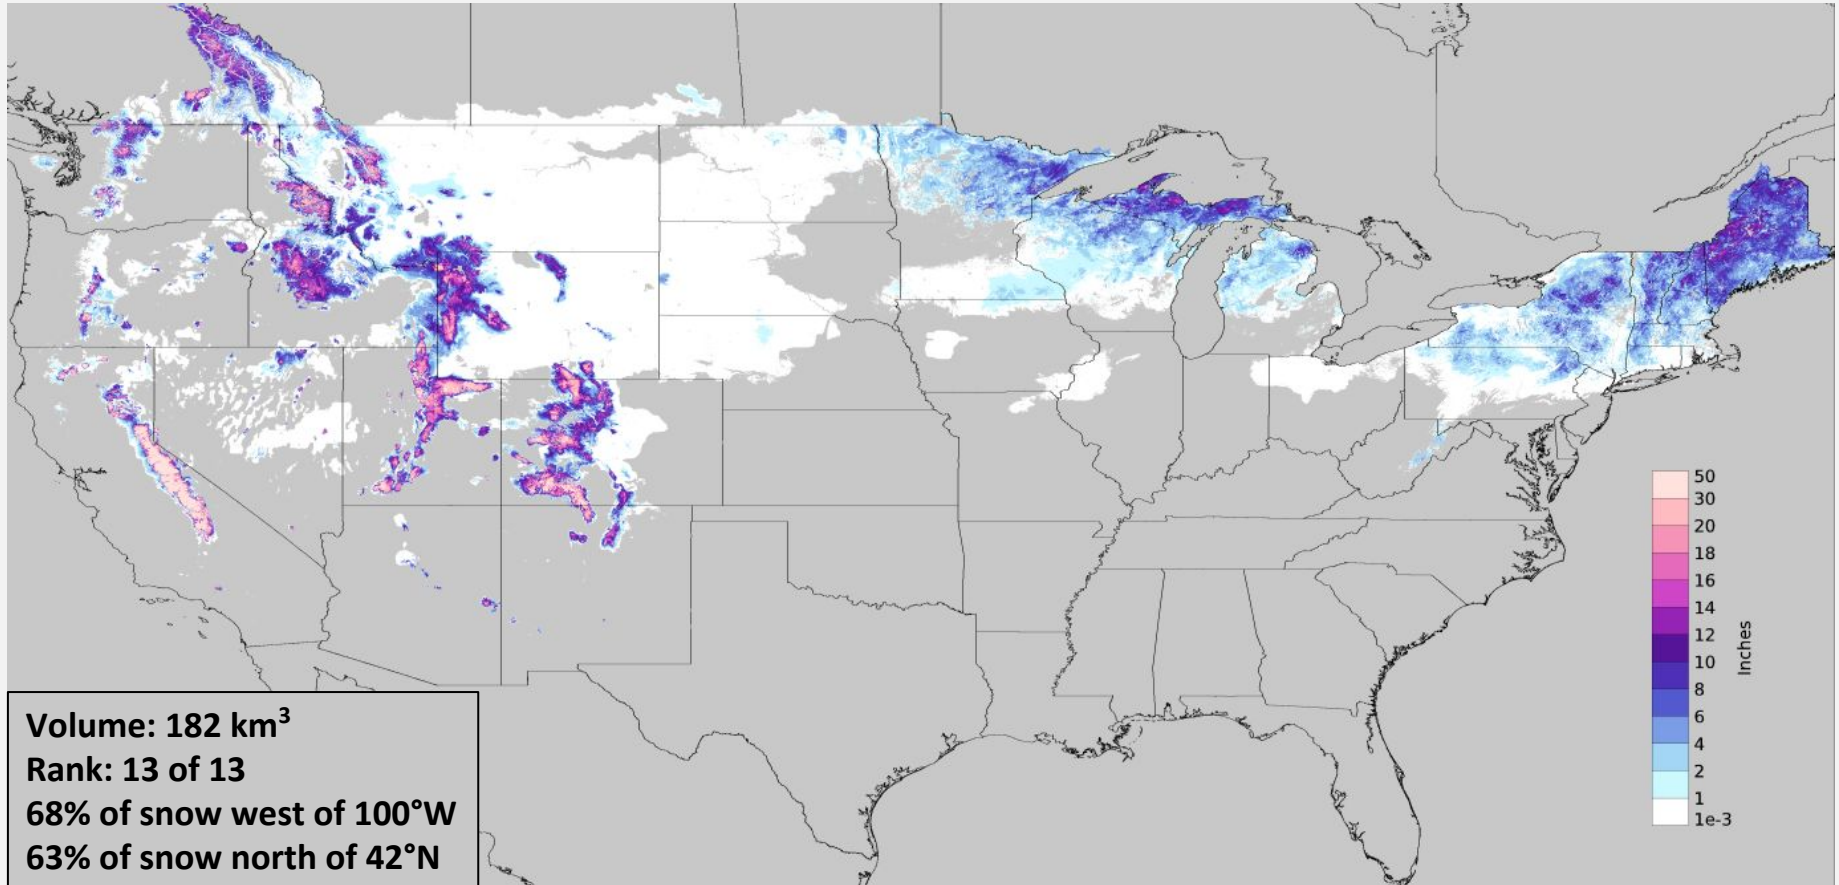 50
30
20
18
16
14
12
10
8
6
4
2
1
1e-3
Inches
Volume: 182 km³
Rank: 13 of 13
68% of snow west of 100°W
63% of snow north of 42°N